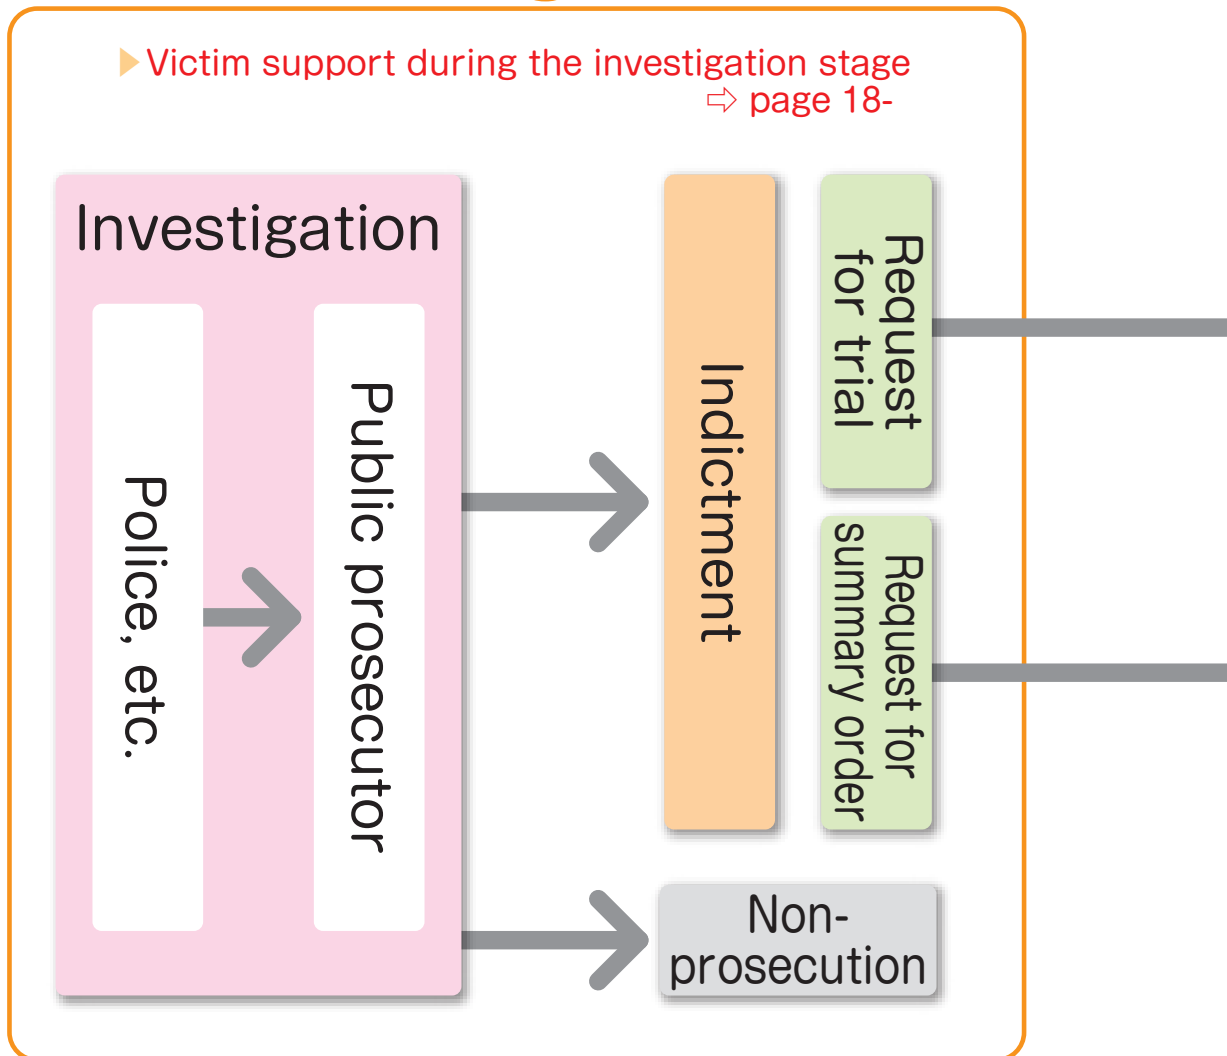 ▶Victim support during the investigation stage
⇨ page 18-
Investigation
Police, etc.
Public prosecutor
Indictment
Request
for trial
Request for
summary order
Non-
prosecution